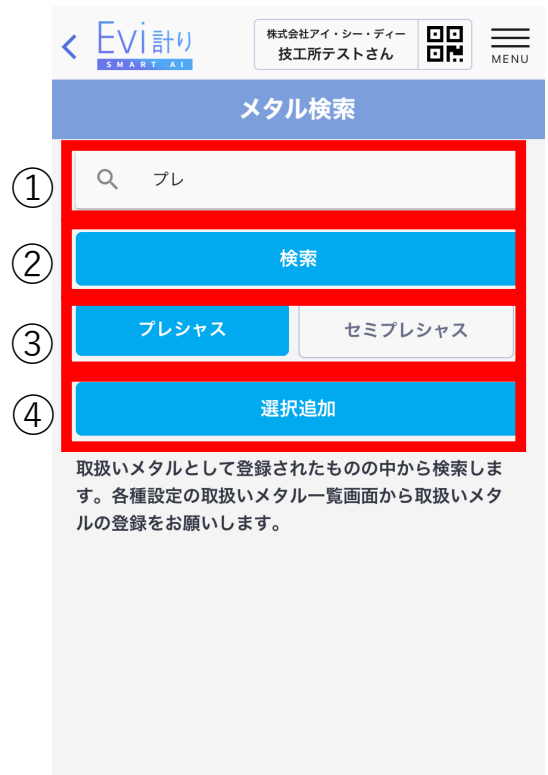 Evi計り
SMART AI
株式会社アイ・シー・ディー
技工所テストさん
MENU
メタル検索
① プレ
② 検索
③ プレシャス セミプレシャス
④ 選択追加
取扱いメタルとして登録されたものの中から検索しま
す。各種設定の取扱いメタル一覧画面から取扱いメタ
ルの登録をお願いします。